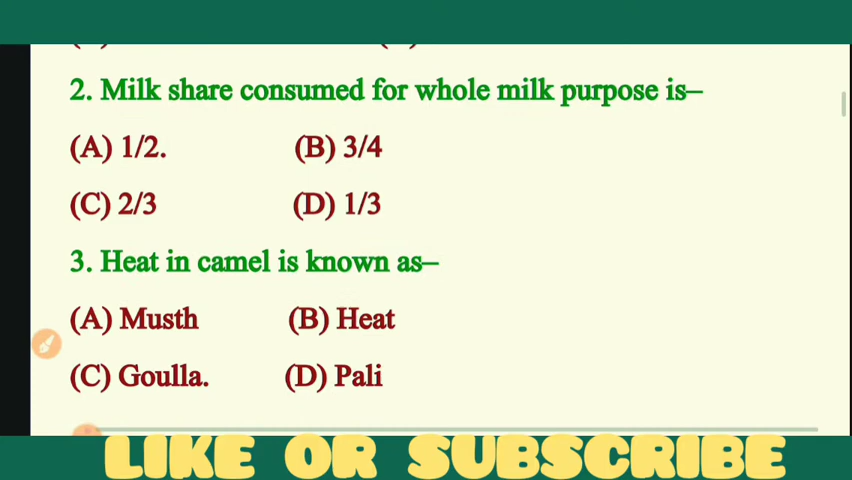 2. Milk share consumed for whole milk purpose is–
(A) 1/2. (B) 3/4
(C) 2/3 (D) 1/3
3. Heat in camel is known as–
(A) Musth (B) Heat
(C) Goulla. (D) Pali
LIKE OR SUBSCRIBE